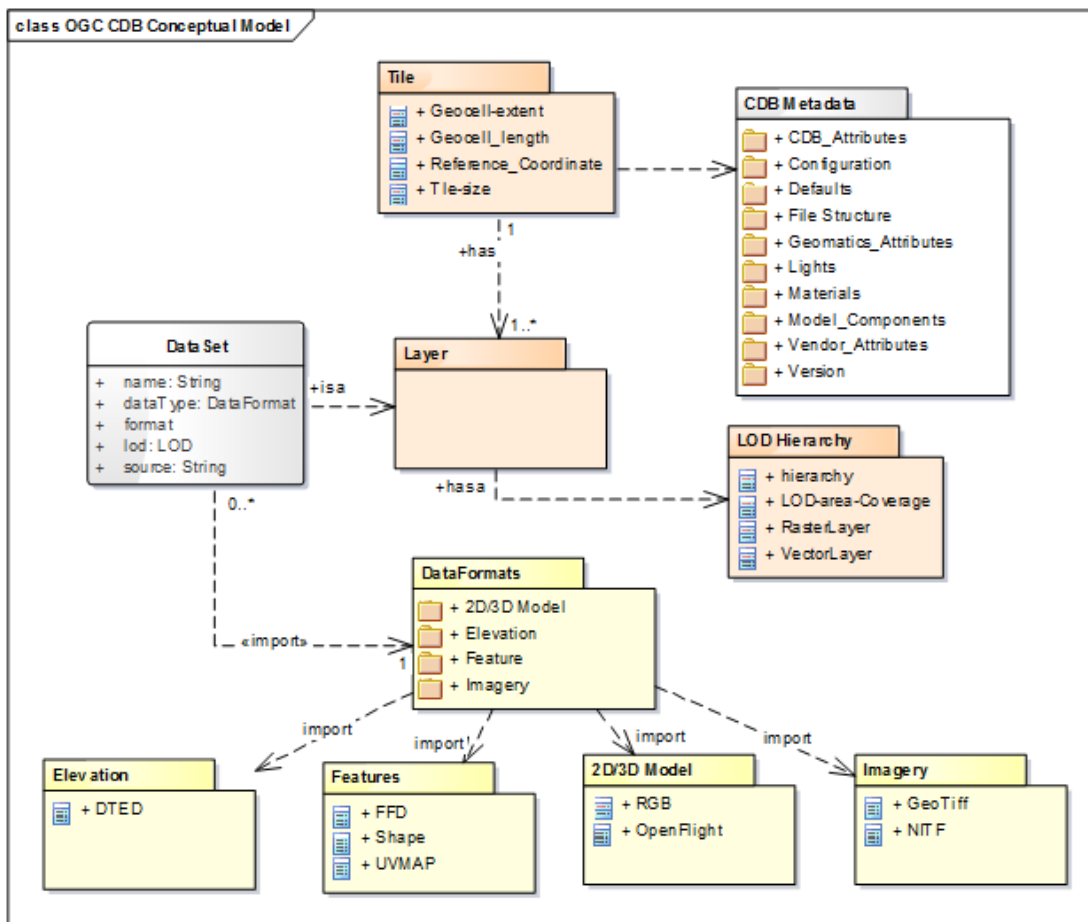 class OGC CDB Conceptual Model
Tile
+ Geocell-extent
+ Geocell_length
+ Reference_Coordinate
+ Tile-size
CDB Metadata
+ CDB_Attributes
+ Configuration
+ Defaults
+ File Structure
+ Geomatics_Attributes
+ Lights
+ Materials
+ Model_Components
+ Vendor_Attributes
+ Version
1
+has
1..*
DataSet
+ name: String
+ dataType: DataFormat
+ format
+ lod: LOD
+ source: String
+isa
Layer
+hasa
LOD Hierarchy
+ hierarchy
+ LOD-area-Coverage
+ RasterLayer
+ VectorLayer
0..*
«import»
1
DataFormats
+ 2D/3D Model
+ Elevation
+ Feature
+ Imagery
import
import
import
import
Elevation
+ DTED
Features
+ FFD
+ Shape
+ UVMAP
2D/3D Model
+ RGB
+ OpenFlight
Imagery
+ GeoTiff
+ NITF